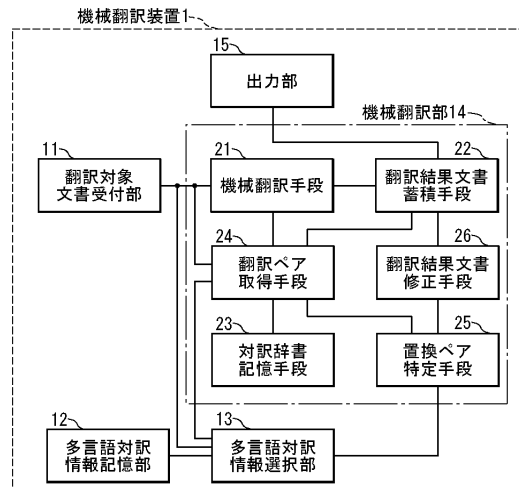 機械翻訳装置1
15
出力部
機械翻訳部14
11
翻訳対象
文書受付部
21
機械翻訳手段
22
翻訳結果文書
蓄積手段
24
翻訳ペア
取得手段
26
翻訳結果文書
修正手段
23
対訳辞書
記憶手段
25
置換ペア
特定手段
12
多言語対訳
情報記憶部
13
多言語対訳
情報選択部